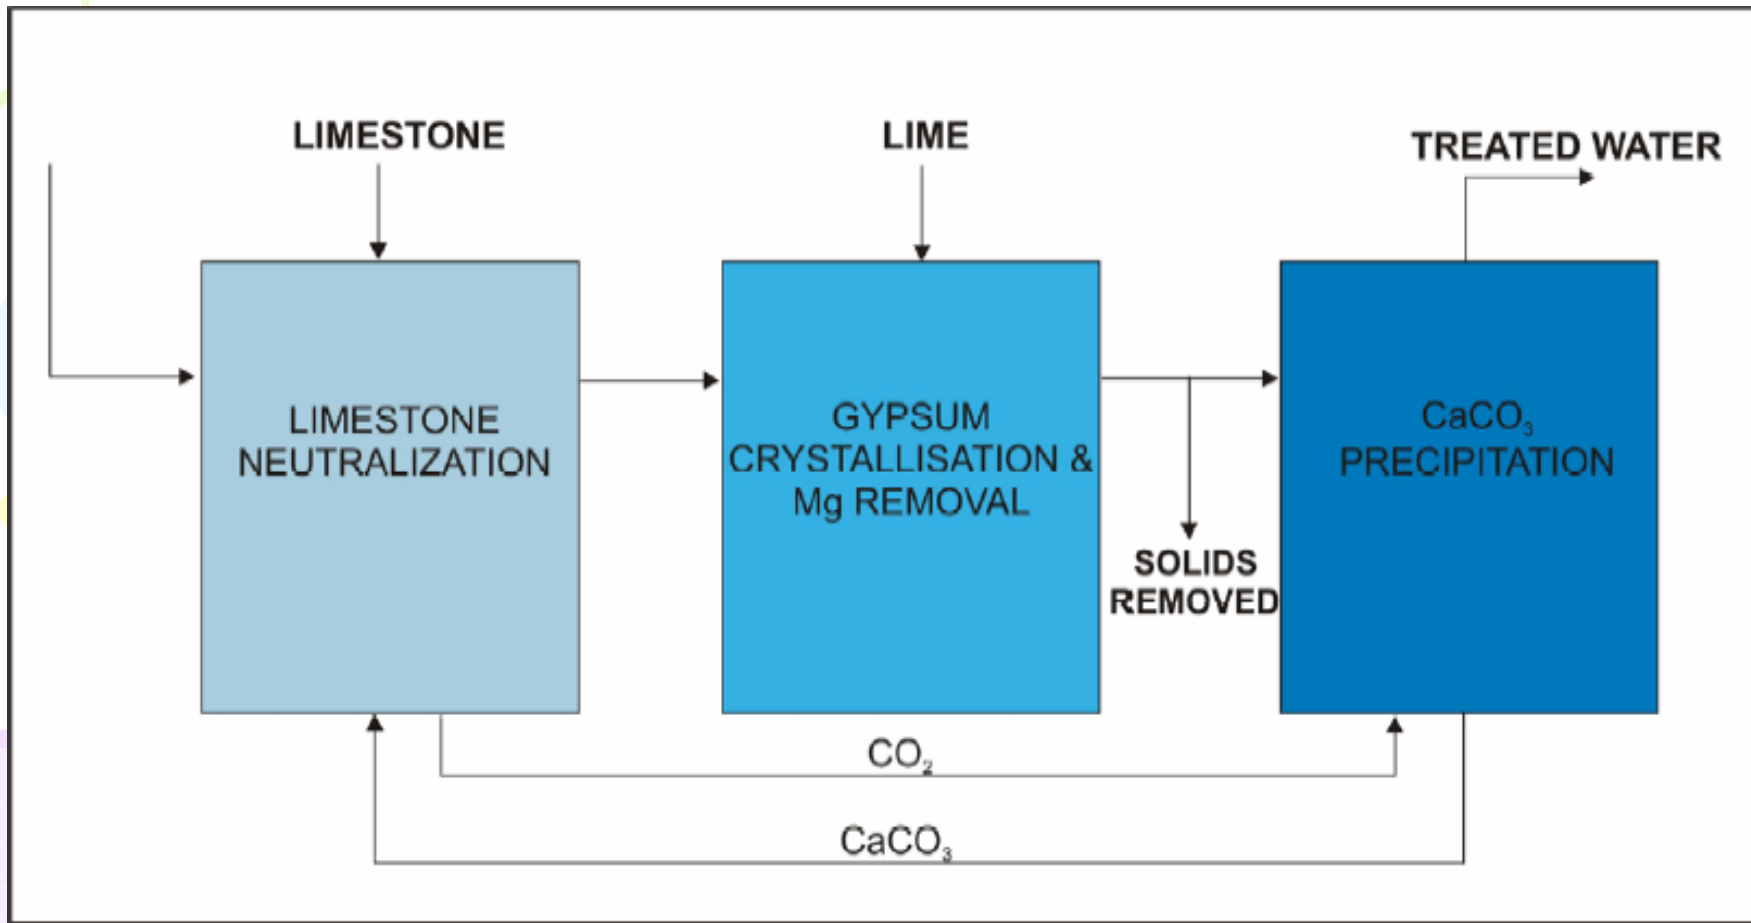 LIMESTONE
LIME
TREATED WATER
LIMESTONE
NEUTRALIZATION
GYPSUM
CRYSTALLISATION &
Mg REMOVAL
CaCO₃
PRECIPITATION
SOLIDS
REMOVED
CO₂
CaCO₃